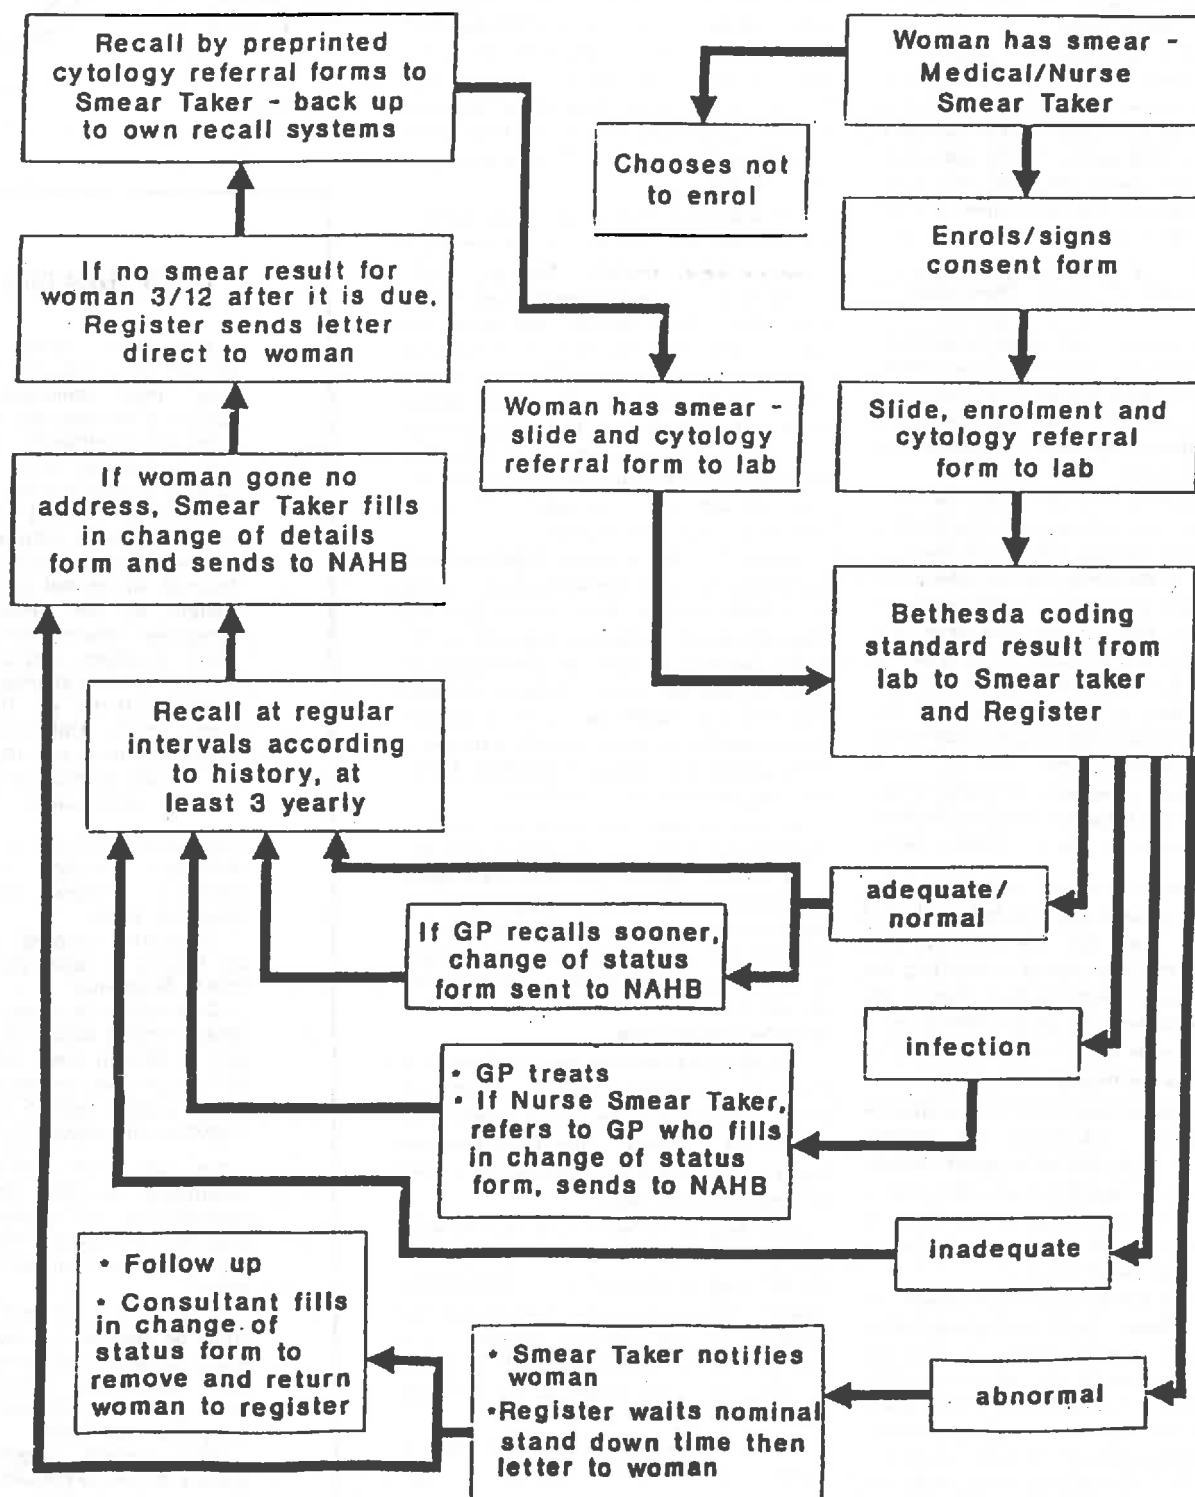 Recall by preprinted
cytology referral forms to
Smear Taker - back up
to own recall systems
Woman has smear -
Medical/Nurse
Smear Taker
Chooses not
to enrol
Enrols/signs
consent form
If no smear result for
woman 3/12 after it is due,
Register sends letter
direct to woman
Woman has smear -
slide and cytology
referral form to lab
Slide, enrolment and
cytology referral
form to lab
If woman gone no
address, Smear Taker fills
in change of details
form and sends to NAHB
Bethesda coding
standard result from
lab to Smear taker
and Register
Recall at regular
intervals according
to history, at
least 3 yearly
adequate/
normal
If GP recalls sooner,
change of status
form sent to NAHB
infection
• GP treats
• If Nurse Smear Taker,
refers to GP who fills
in change of status
form, sends to NAHB
inadequate
• Follow up
• Consultant fills
in change of
status form to
remove and return
woman to register
• Smear Taker notifies
woman
•Register waits nominal
stand down time then
letter to woman
abnormal